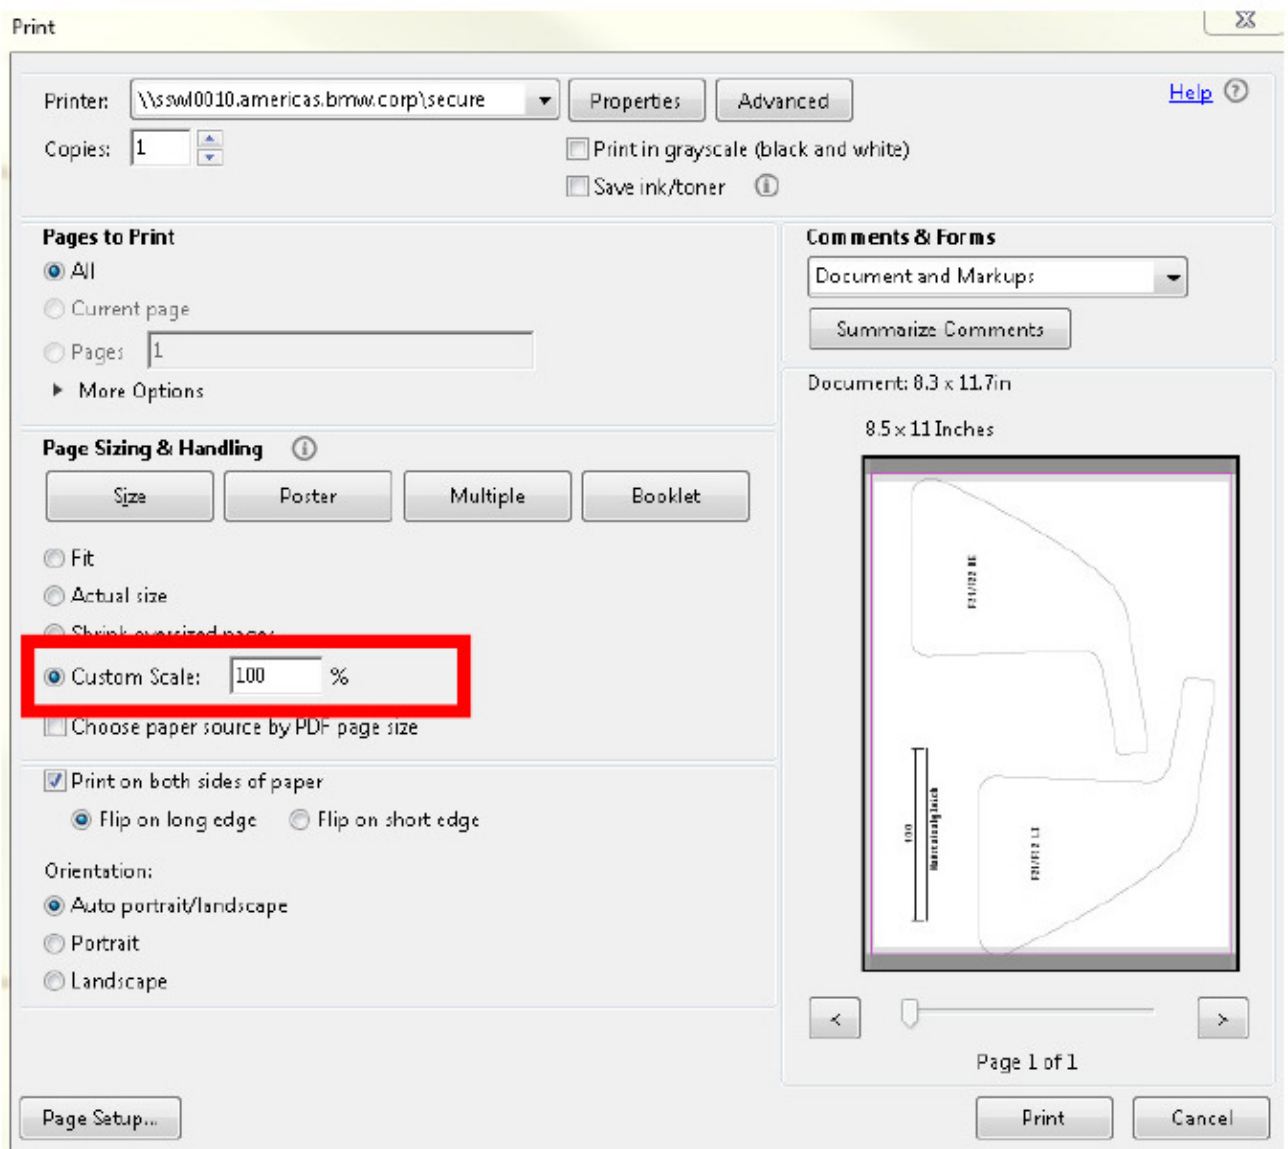 Print
Printer: \\sswl0010.americas.bmw.corp\secure Properties Advanced Help
Copies: 1
Print in grayscale (black and white)
Save ink/toner
Pages to Print
All
Current page
Pages 1
More Options
Comments & Forms
Document and Markups
Summarize Comments
Page Sizing & Handling
Size Poster Multiple Booklet
Fit
Actual size
Shrink oversized pages
Custom Scale: 100 %
Choose paper source by PDF page size
Print on both sides of paper
Flip on long edge Flip on short edge
Orientation:
Auto portrait/landscape
Portrait
Landscape
Document: 8.3 x 11.7in
8.5 x 11 Inches
100
< >
Page 1 of 1
Page Setup... Print Cancel